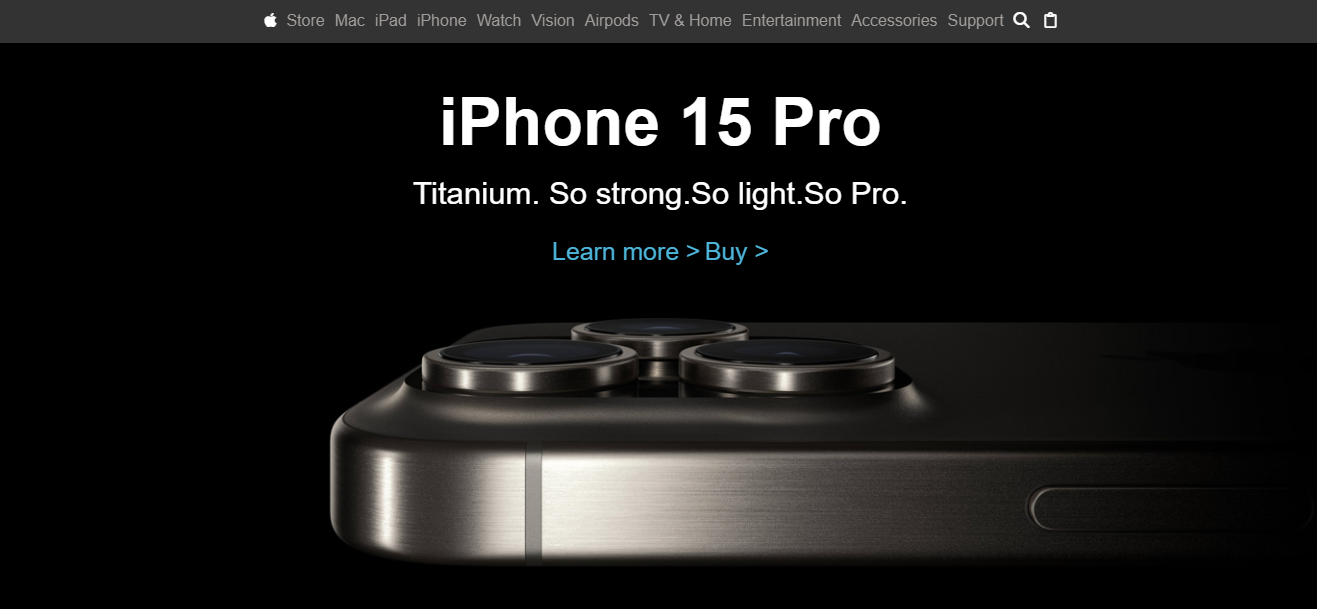 Store Mac iPad iPhone Watch Vision Airpods TV & Home Entertainment Accessories Support
iPhone 15 Pro
Titanium. So strong.So light.So Pro.
Learn more > Buy >